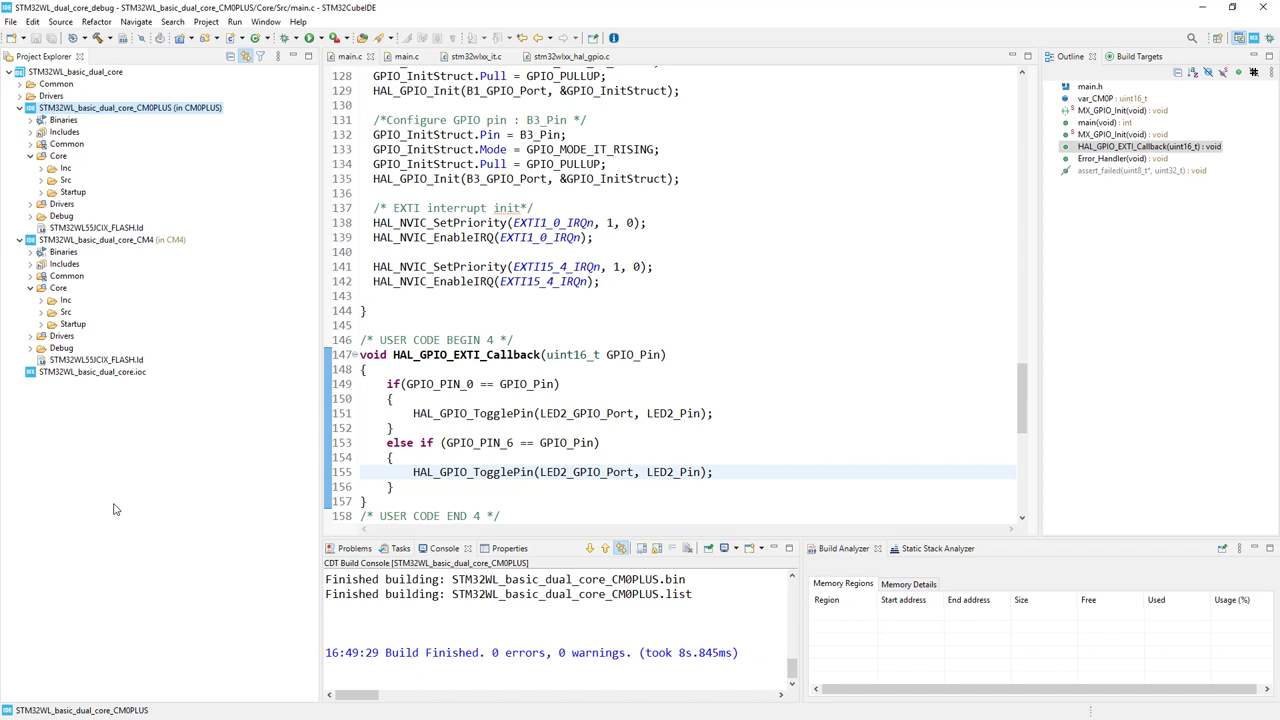 STM32WL_dual_core_debug - STM32WL_basic_dual_core_CM0PLUS/Core/Src/main.c - STM32CubeIDE
File Edit Source Refactor Navigate Search Project Run Window Help
Project Explorer
STM32WL_basic_dual_core
Common
Drivers
STM32WL_basic_dual_core_CM0PLUS (in CM0PLUS)
Binaries
Includes
Common
Core
Inc
Src
Startup
Drivers
Debug
STM32WL55JCIX_FLASH.ld
STM32WL_basic_dual_core_CM4 (in CM4)
Binaries
Includes
Common
Core
Inc
Src
Startup
Drivers
Debug
STM32WL55JCIX_FLASH.ld
STM32WL_basic_dual_core.ioc
main.c main.c stm32wlxx_it.c stm32wlxx_hal_gpio.c
128 GPIO_InitStruct.Pull = GPIO_PULLUP;
129 HAL_GPIO_Init(B1_GPIO_Port, &GPIO_InitStruct);
130
131 /*Configure GPIO pin : B3_Pin */
132 GPIO_InitStruct.Pin = B3_Pin;
133 GPIO_InitStruct.Mode = GPIO_MODE_IT_RISING;
134 GPIO_InitStruct.Pull = GPIO_PULLUP;
135 HAL_GPIO_Init(B3_GPIO_Port, &GPIO_InitStruct);
136
137 /* EXTI interrupt init*/
138 HAL_NVIC_SetPriority(EXTI1_0_IRQn, 1, 0);
139 HAL_NVIC_EnableIRQ(EXTI1_0_IRQn);
140
141 HAL_NVIC_SetPriority(EXTI15_4_IRQn, 1, 0);
142 HAL_NVIC_EnableIRQ(EXTI15_4_IRQn);
143
144 }
145
146 /* USER CODE BEGIN 4 */
147 void HAL_GPIO_EXTI_Callback(uint16_t GPIO_Pin)
148 {
149 if(GPIO_PIN_0 == GPIO_Pin)
150 {
151 HAL_GPIO_TogglePin(LED2_GPIO_Port, LED2_Pin);
152 }
153 else if (GPIO_PIN_6 == GPIO_Pin)
154 {
155 HAL_GPIO_TogglePin(LED2_GPIO_Port, LED2_Pin);
156 }
157 }
158 /* USER CODE END 4 */
Outline Build Targets
main.h
var_CM0P : uint16_t
MX_GPIO_Init(void) : void
main(void) : int
MX_GPIO_Init(void) : void
HAL_GPIO_EXTI_Callback(uint16_t) : void
Error_Handler(void) : void
assert_failed(uint8_t*, uint32_t) : void
Problems Tasks Console Properties
CDT Build Console [STM32WL_basic_dual_core_CM0PLUS]
Finished building: STM32WL_basic_dual_core_CM0PLUS.bin
Finished building: STM32WL_basic_dual_core_CM0PLUS.list
16:49:29 Build Finished. 0 errors, 0 warnings. (took 8s.845ms)
Build Analyzer Static Stack Analyzer
Memory Regions Memory Details
Region Start address End address Size Free Used Usage (%)
STM32WL_basic_dual_core_CM0PLUS